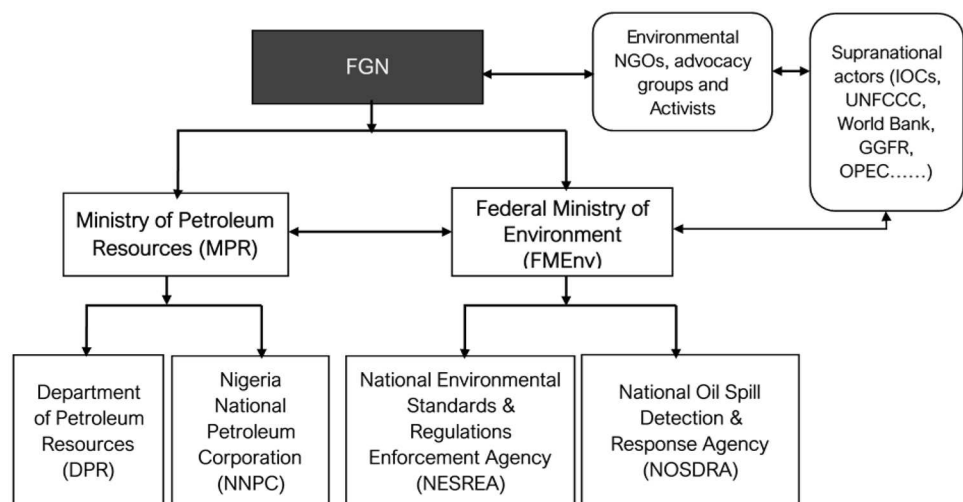 FGN
Environmental
NGOs, advocacy
groups and
Activists
Supranational
actors (IOCs,
UNFCCC,
World Bank,
GGFR,
OPEC……)
Ministry of Petroleum
Resources (MPR)
Federal Ministry of
Environment
(FMEnv)
Department
of Petroleum
Resources
(DPR)
Nigeria
National
Petroleum
Corporation
(NNPC)
National Environmental
Standards &
Regulations
Enforcement Agency
(NESREA)
National Oil Spill
Detection &
Response Agency
(NOSDRA)